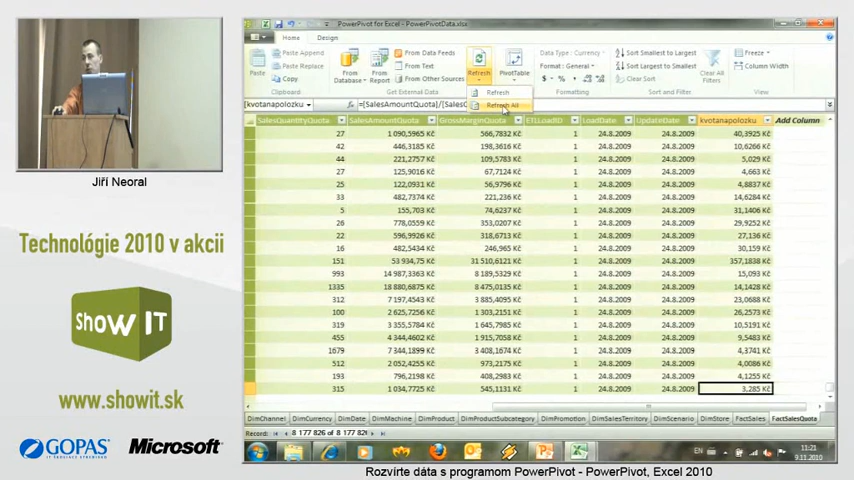 PowerPivot for Excel - PowerPivotData.xlsx
Home Design
Paste
Paste Append
Paste Replace
Copy
From Database
From Report
From Data Feeds
From Text
From Other Sources
Get External Data
Refresh
PivotTable
Data Type : Currency
Format : General
Formatting
Sort Smallest to Largest
Sort Largest to Smallest
Clear Sort
Clear All Filters
Freeze
Column Width
View
Refresh
Refresh All
[kvotanapolozku fx =[SalesAmountQuota]/[Sales
SalesQuantityQuota SalesAmountQuota GrossMarginQuota ETLLoadID LoadDate UpdateDate kvotanapolozku Add Column
27 1 090,5965 Kč 566,7832 Kč 1 24.8.2009 24.8.2009 40,3925 Kč
42 446,3185 Kč 198,3616 Kč 1 24.8.2009 24.8.2009 10,6266 Kč
44 221,2757 Kč 109,5783 Kč 1 24.8.2009 24.8.2009 5,029 Kč
27 125,9016 Kč 67,7124 Kč 1 24.8.2009 24.8.2009 4,663 Kč
25 122,0931 Kč 56,9796 Kč 1 24.8.2009 24.8.2009 4,8837 Kč
33 482,7374 Kč 221,236 Kč 1 24.8.2009 24.8.2009 14,6284 Kč
5 155,703 Kč 74,6237 Kč 1 24.8.2009 24.8.2009 31,1406 Kč
26 778,0559 Kč 353,0207 Kč 1 24.8.2009 24.8.2009 29,9252 Kč
22 596,9926 Kč 318,6713 Kč 1 24.8.2009 24.8.2009 27,136 Kč
16 482,5434 Kč 246,965 Kč 1 24.8.2009 24.8.2009 30,159 Kč
151 53 934,75 Kč 31 510,6121 Kč 1 24.8.2009 24.8.2009 357,1838 Kč
993 14 987,3363 Kč 8 189,5329 Kč 1 24.8.2009 24.8.2009 15,093 Kč
1335 18 880,6875 Kč 8 475,0135 Kč 1 24.8.2009 24.8.2009 14,1428 Kč
312 7 197,4543 Kč 3 885,4095 Kč 1 24.8.2009 24.8.2009 23,0688 Kč
100 2 625,7256 Kč 1 303,2151 Kč 1 24.8.2009 24.8.2009 26,2573 Kč
319 3 355,5784 Kč 1 645,7985 Kč 1 24.8.2009 24.8.2009 10,5191 Kč
455 4 144,6300 Kč 1 915,7058 Kč 1 24.8.2009 24.8.2009 9,1091 Kč
1679 7 344,1899 Kč 3 408,1674 Kč 1 24.8.2009 24.8.2009 4,3741 Kč
512 2 052,4255 Kč 973,2175 Kč 1 24.8.2009 24.8.2009 4,0086 Kč
193 796,2198 Kč 408,2983 Kč 1 24.8.2009 24.8.2009 4,1255 Kč
315 1 034,7725 Kč 545,1131 Kč 1 24.8.2009 24.8.2009 3,285 Kč
DimChannel DimCurrency DimDate DimMachine DimProduct DimProductSubcategory DimPromotion DimSalesTerritory DimScenario DimStore FactSales FactSalesQuota
Record: 8 177 826 of 8 177 826
EN 11:21
9.11.2010
Jiří Neoral
Technológie 2010 v akcii
ShoW IT
www.showit.sk
GOPAS
Microsoft
Rozvírte dáta s programom PowerPivot - PowerPivot, Excel 2010